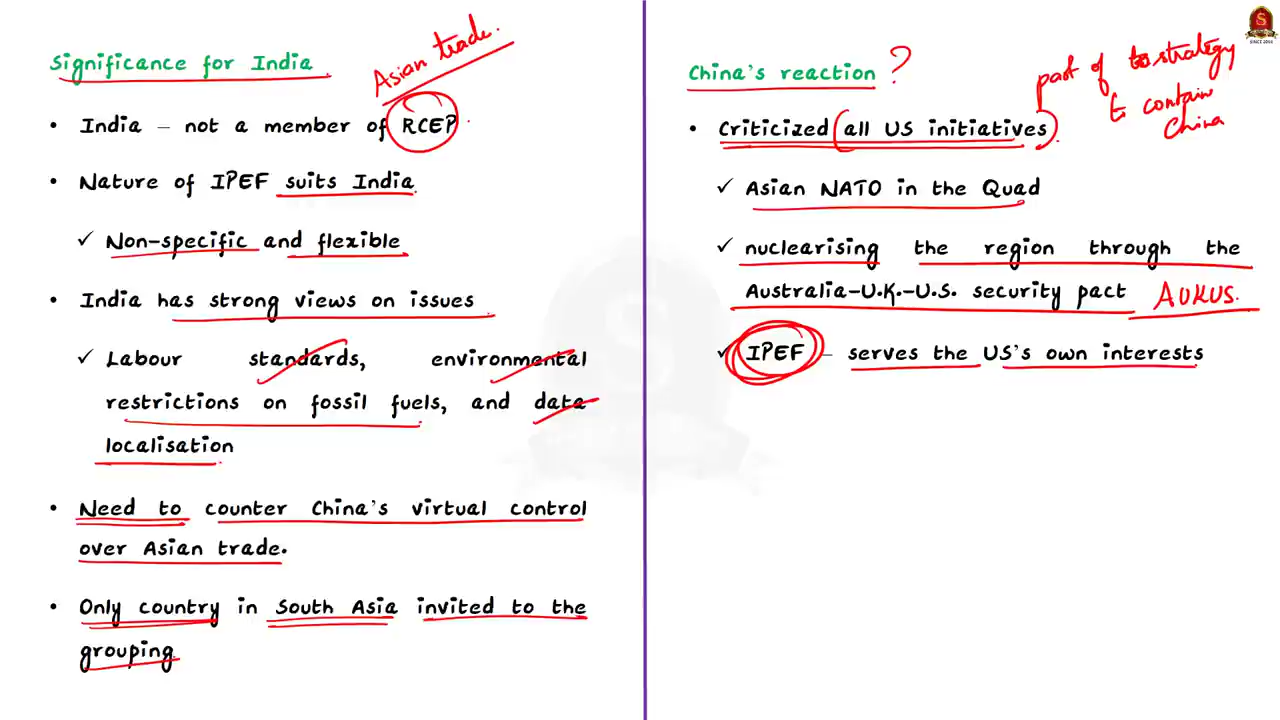 Significance for India
Asian trade.
• India – not a member of RCEP.
• Nature of IPEF suits India.
✓ Non-specific and flexible
• India has strong views on issues
✓ Labour standards, environmental
restrictions on fossil fuels, and data
localisation
• Need to counter China's virtual control
over Asian trade.
• Only country in South Asia invited to the
grouping
China's reaction ?
part of strategy
to contain
China
• Criticized (all US initiatives)
✓ Asian NATO in the Quad
✓ nuclearising the region through the
Australia-U.K.-U.S. security pact AUKUS.
✓ IPEF – serves the US's own interests
S
SINCE 2004